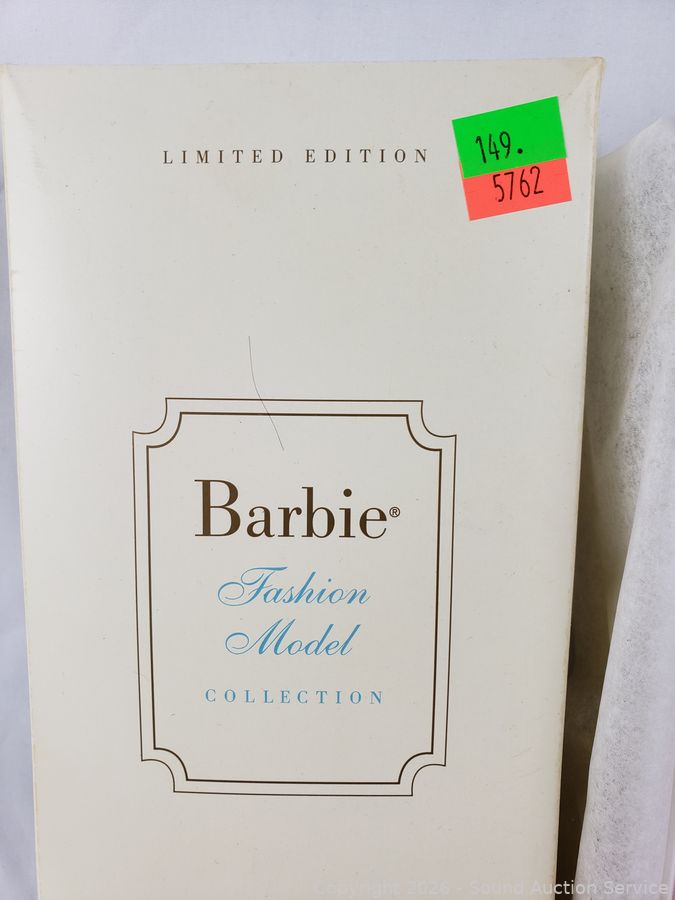 LIMITED EDITION
149.
5762
Barbie®
Fashion
Model
COLLECTION
Copyright 2026 - Sound Auction Service